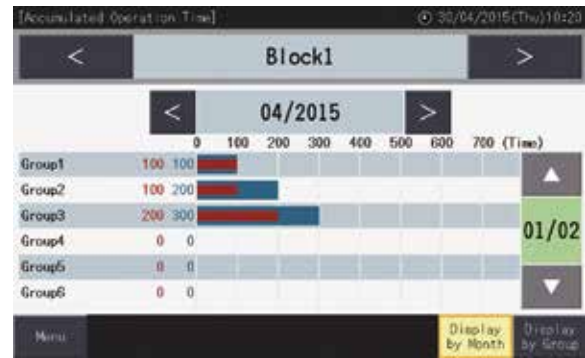 [Accumulated Operation Time] 30/04/2015(Thu)10:20
< Block1 >
< 04/2015 >
0 100 200 300 400 500 600 700 (Time)
Group1 100 100
Group2 100 200
Group3 200 300
Group4 0 0
Group5 0 0
Group6 0 0
01/02
Menu
Display by Month
Display by Group